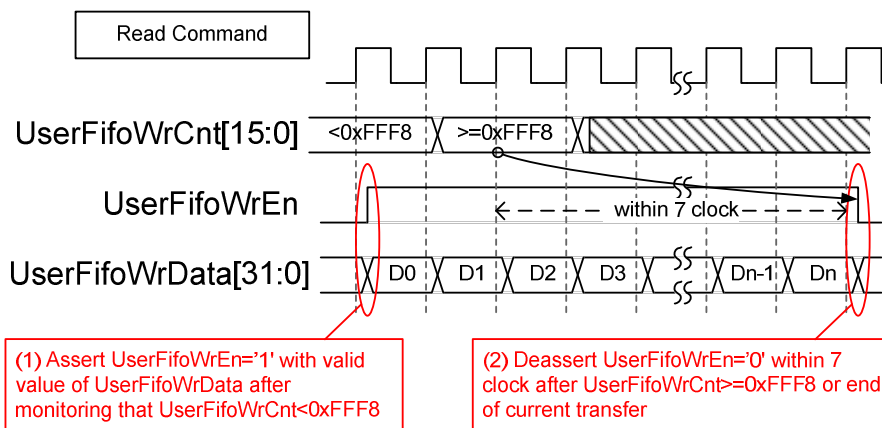 Read Command
UserFifoWrCnt[15:0]
<0xFFF8
>=0xFFF8
UserFifoWrEn
within 7 clock
UserFifoWrData[31:0]
D0
D1
D2
D3
Dn-1
Dn
(1) Assert UserFifoWrEn='1' with valid
value of UserFifoWrData after
monitoring that UserFifoWrCnt<0xFFF8
(2) Deassert UserFifoWrEn='0' within 7
clock after UserFifoWrCnt>=0xFFF8 or end
of current transfer